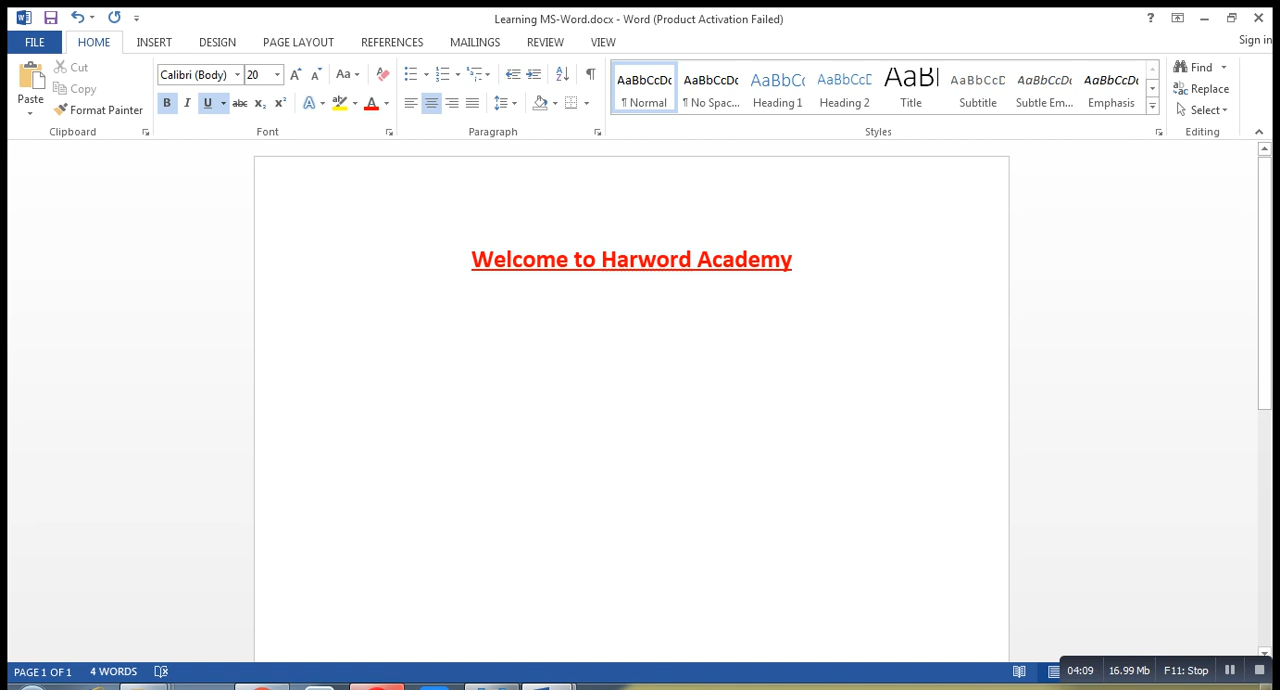 Learning MS-Word.docx - Word (Product Activation Failed)
FILE HOME INSERT DESIGN PAGE LAYOUT REFERENCES MAILINGS REVIEW VIEW Sign in
Paste
Cut
Copy
Format Painter
Clipboard
Calibri (Body) 20
Font
Paragraph
AaBbCcDc AaBbCcDc AaBbCc AaBbCcD AaBl AaBbCcD AaBbCcDc AaBbCcDc
¶ Normal ¶ No Spac... Heading 1 Heading 2 Title Subtitle Subtle Em... Emphasis
Styles
Find
Replace
Select
Editing
Welcome to Harword Academy
PAGE 1 OF 1 4 WORDS
04:09 16.99 Mb F11: Stop